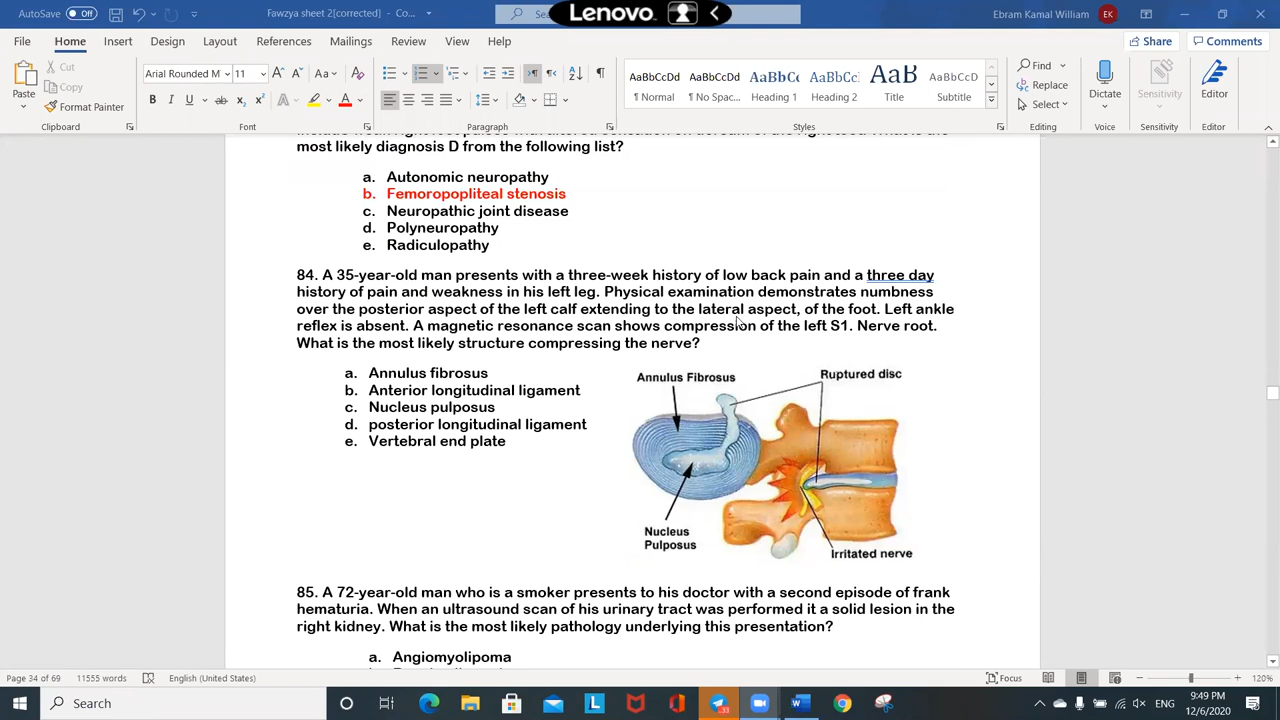 AutoSave Off
Fawzya sheet 2[corrected]
Lenovo
Ebram Kamal William EK
File Home Insert Design Layout References Mailings Review View Help
Share Comments
Paste
Cut
Copy
Format Painter
Clipboard
Arial Rounded M 11
Font
Paragraph
AaBbCcDd AaBbCcDd AaBbCc AaBbCc AaB AaBbCcD
¶ Normal ¶ No Spac... Heading 1 Heading 2 Title Subtitle
Styles
Find
Replace
Select
Editing
Dictate
Voice
Sensitivity
Sensitivity
Editor
Editor
most likely diagnosis D from the following list?
a. Autonomic neuropathy
b. Femoropopliteal stenosis
c. Neuropathic joint disease
d. Polyneuropathy
e. Radiculopathy
84. A 35-year-old man presents with a three-week history of low back pain and a three day
history of pain and weakness in his left leg. Physical examination demonstrates numbness
over the posterior aspect of the left calf extending to the lateral aspect, of the foot. Left ankle
reflex is absent. A magnetic resonance scan shows compression of the left S1. Nerve root.
What is the most likely structure compressing the nerve?
a. Annulus fibrosus
b. Anterior longitudinal ligament
c. Nucleus pulposus
d. posterior longitudinal ligament
e. Vertebral end plate
Annulus Fibrosus
Ruptured disc
Nucleus
Pulposus
Irritated nerve
85. A 72-year-old man who is a smoker presents to his doctor with a second episode of frank
hematuria. When an ultrasound scan of his urinary tract was performed it a solid lesion in the
right kidney. What is the most likely pathology underlying this presentation?
a. Angiomyolipoma
Page 34 of 69 11555 words English (United States)
Focus
120%
Search
9:49 PM
12/6/2020